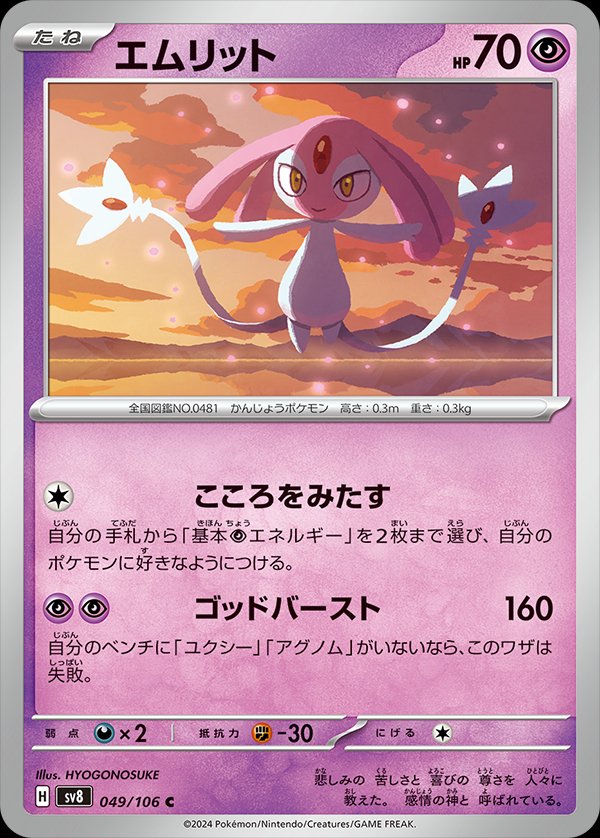 たね エムリット HP70
全国図鑑NO.0481 かんじょうポケモン 高さ:0.3m 重さ:0.3kg
こころをみたす
自分の手札から「基本エネルギー」を2枚まで選び、自分の
ポケモンに好きなようにつける。
ゴッドバースト 160
自分のベンチに「ユクシー」「アグノム」がいないなら、このワザは
失敗。
弱点 ×2 抵抗力 -30 にげる
Illus. HYOGONOSUKE
H sv8 049/106 C
悲しみの 苦しさと 喜びの 尊さを 人々に
教えた。 感情の神と 呼ばれている。
©2024 Pokémon/Nintendo/Creatures/GAME FREAK.